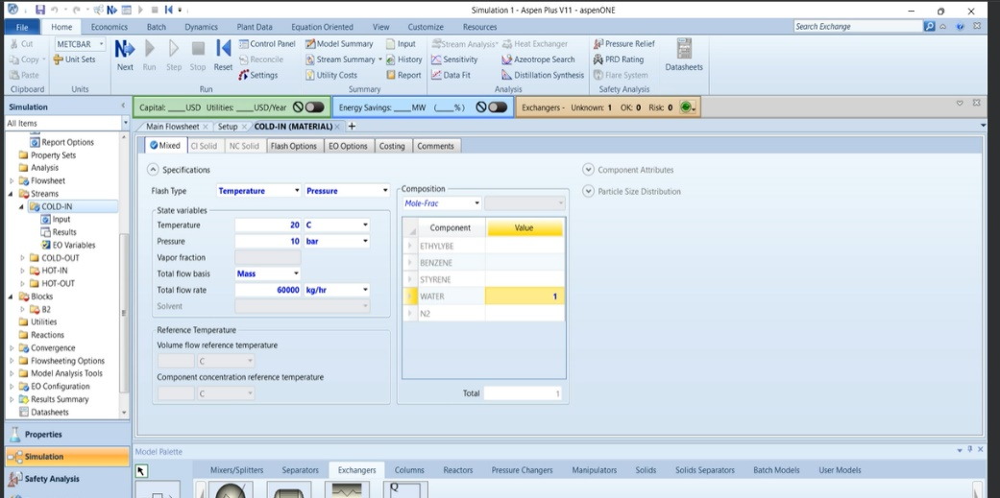 Simulation 1 - Aspen Plus V11 - aspenONE
File Home Economics Batch Dynamics Plant Data Equation Oriented View Customize Resources Search Exchange
Cut METCBAR Control Panel Model Summary Input Stream Analysis Heat Exchanger Pressure Relief
Copy Unit Sets Next Run Step Stop Reset Reconcile Stream Summary History Sensitivity Azeotrope Search PRD Rating Datasheets
Paste Settings Utility Costs Report Data Fit Distillation Synthesis Flare System
Clipboard Units Run Summary Analysis Safety Analysis
Simulation Capital: ___USD Utilities: ___USD/Year Energy Savings: ___MW (___%) Exchangers - Unknown: 1 OK: 0 Risk: 0
All Items Main Flowsheet × Setup × COLD-IN (MATERIAL) × +
Report Options
Property Sets
Analysis
Flowsheet
Streams
COLD-IN
Input
Results
EO Variables
COLD-OUT
HOT-IN
HOT-OUT
Blocks
B2
Utilities
Reactions
Convergence
Flowsheeting Options
Model Analysis Tools
EO Configuration
Results Summary
Datasheets
Properties
Simulation
Safety Analysis
Mixed CI Solid NC Solid Flash Options EO Options Costing Comments
Specifications
Flash Type Temperature Pressure
State variables
Temperature 20 C
Pressure 10 bar
Vapor fraction
Total flow basis Mass
Total flow rate 60000 kg/hr
Solvent
Reference Temperature
Volume flow reference temperature
C
Component concentration reference temperature
C
Composition
Mole-Frac
Component Value
ETHYLYBE
BENZENE
STYRENE
WATER 1
N2
Total 1
Component Attributes
Particle Size Distribution
Model Palette
Mixers/Splitters Separators Exchangers Columns Reactors Pressure Changers Manipulators Solids Solids Separators Batch Models User Models
Q